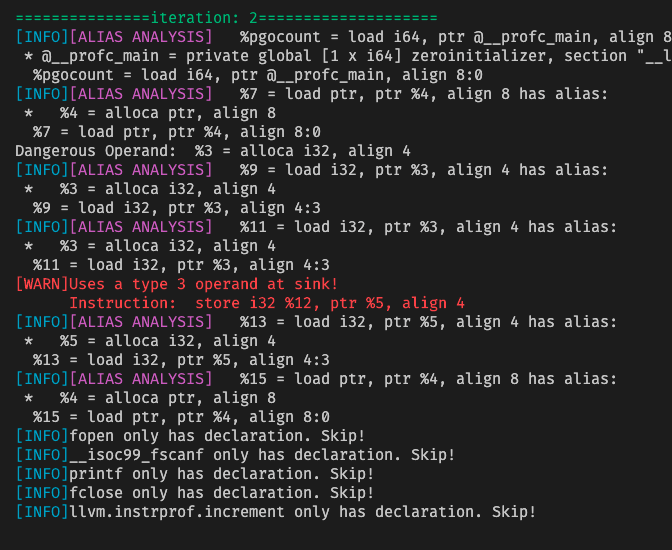 ===============iteration: 2====================
[INFO][ALIAS ANALYSIS]   %pgocount = load i64, ptr @__profc_main, align 8
 * @__profc_main = private global [1 x i64] zeroinitializer, section "__l
  %pgocount = load i64, ptr @__profc_main, align 8:0
[INFO][ALIAS ANALYSIS]   %7 = load ptr, ptr %4, align 8 has alias:
 *   %4 = alloca ptr, align 8
  %7 = load ptr, ptr %4, align 8:0
Dangerous Operand:  %3 = alloca i32, align 4
[INFO][ALIAS ANALYSIS]   %9 = load i32, ptr %3, align 4 has alias:
 *   %3 = alloca i32, align 4
  %9 = load i32, ptr %3, align 4:3
[INFO][ALIAS ANALYSIS]   %11 = load i32, ptr %3, align 4 has alias:
 *   %3 = alloca i32, align 4
  %11 = load i32, ptr %3, align 4:3
[WARN]Uses a type 3 operand at sink!
      Instruction:  store i32 %12, ptr %5, align 4
[INFO][ALIAS ANALYSIS]   %13 = load i32, ptr %5, align 4 has alias:
 *   %5 = alloca i32, align 4
  %13 = load i32, ptr %5, align 4:3
[INFO][ALIAS ANALYSIS]   %15 = load ptr, ptr %4, align 8 has alias:
 *   %4 = alloca ptr, align 8
  %15 = load ptr, ptr %4, align 8:0
[INFO]fopen only has declaration. Skip!
[INFO]__isoc99_fscanf only has declaration. Skip!
[INFO]printf only has declaration. Skip!
[INFO]fclose only has declaration. Skip!
[INFO]llvm.instrprof.increment only has declaration. Skip!